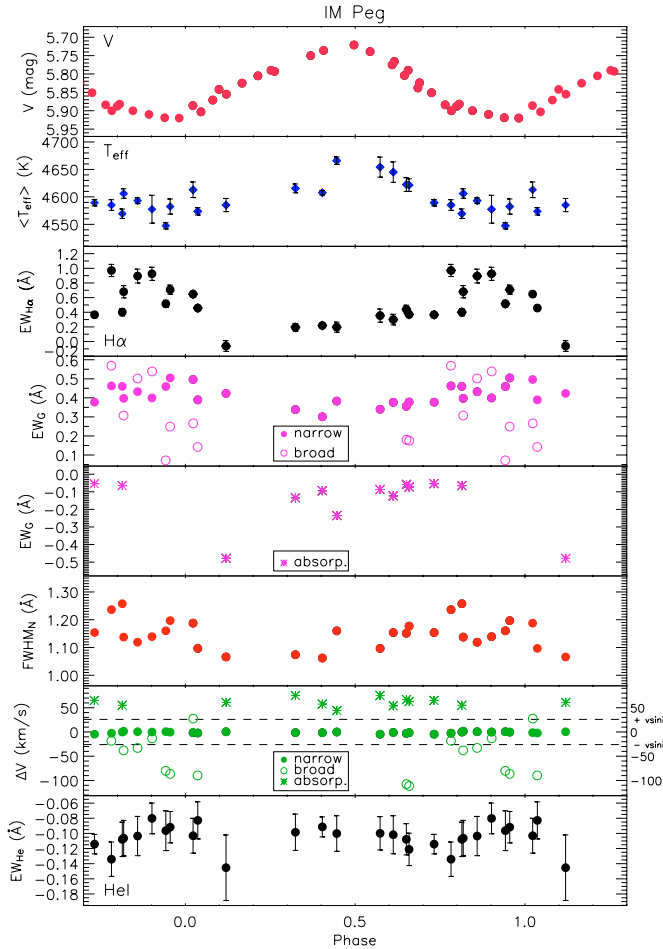 IM Peg
V
V (mag)
5.70
5.75
5.80
5.85
5.90
5.95
Teff
<Teff> (K)
4700
4650
4600
4550
Hα
EWHα (Å)
1.2
1.0
0.8
0.6
0.4
0.2
0.0
-0.2
EWG (Å)
0.6
0.5
0.4
0.3
0.2
0.1
narrow
broad
EWG (Å)
0.0
-0.1
-0.2
-0.3
-0.4
-0.5
absorp.
FWHMN (Å)
1.30
1.20
1.10
1.00
ΔV (km/s)
50
0
-50
-100
narrow
broad
absorp.
50
+ vsini
0
- vsini
-50
-100
HeI
EWHe (Å)
-0.06
-0.08
-0.10
-0.12
-0.14
-0.16
-0.18
0.0
0.5
1.0
Phase